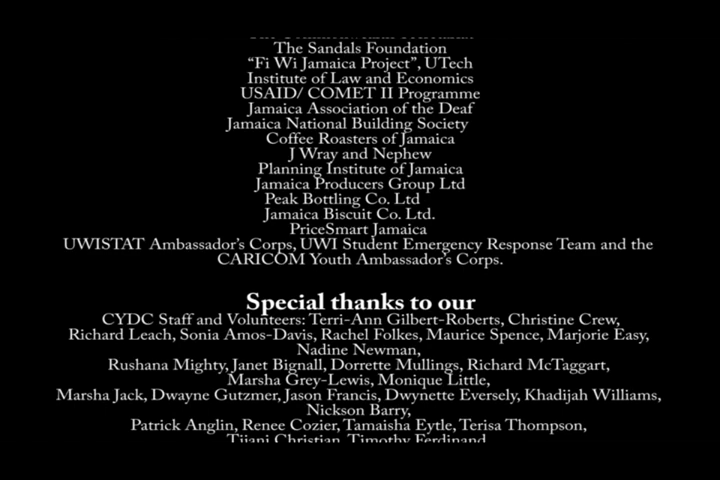 The Sandals Foundation
“Fi Wi Jamaica Project”, UTech
Institute of Law and Economics
USAID/ COMET II Programme
Jamaica Association of the Deaf
Jamaica National Building Society
Coffee Roasters of Jamaica
J Wray and Nephew
Planning Institute of Jamaica
Jamaica Producers Group Ltd
Peak Bottling Co. Ltd
Jamaica Biscuit Co. Ltd.
PriceSmart Jamaica
UWISTAT Ambassador’s Corps, UWI Student Emergency Response Team and the
CARICOM Youth Ambassador’s Corps.
Special thanks to our
CYDC Staff and Volunteers: Terri-Ann Gilbert-Roberts, Christine Crew,
Richard Leach, Sonia Amos-Davis, Rachel Folkes, Maurice Spence, Marjorie Easy,
Nadine Newman,
Rushana Mighty, Janet Bignall, Dorrette Mullings, Richard McTaggart,
Marsha Grey-Lewis, Monique Little,
Marsha Jack, Dwayne Gutzmer, Jason Francis, Dwynette Eversely, Khadijah Williams,
Nickson Barry,
Patrick Anglin, Renee Cozier, Tamaisha Eytle, Terisa Thompson,
Tijani Christian, Timothy Ferdinand